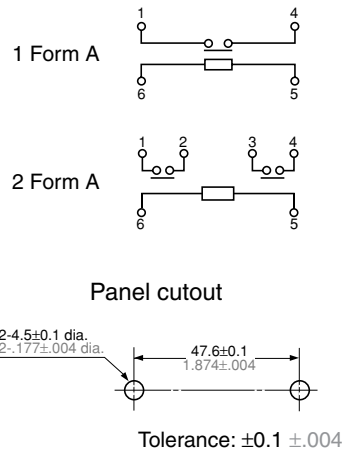 1 4
1 Form A
6 5
1 2 3 4
2 Form A
6 5
Panel cutout
2-4.5±0.1 dia.
2-.177±.004 dia.
47.6±0.1
1.874±.004
Tolerance: ±0.1 ±.004